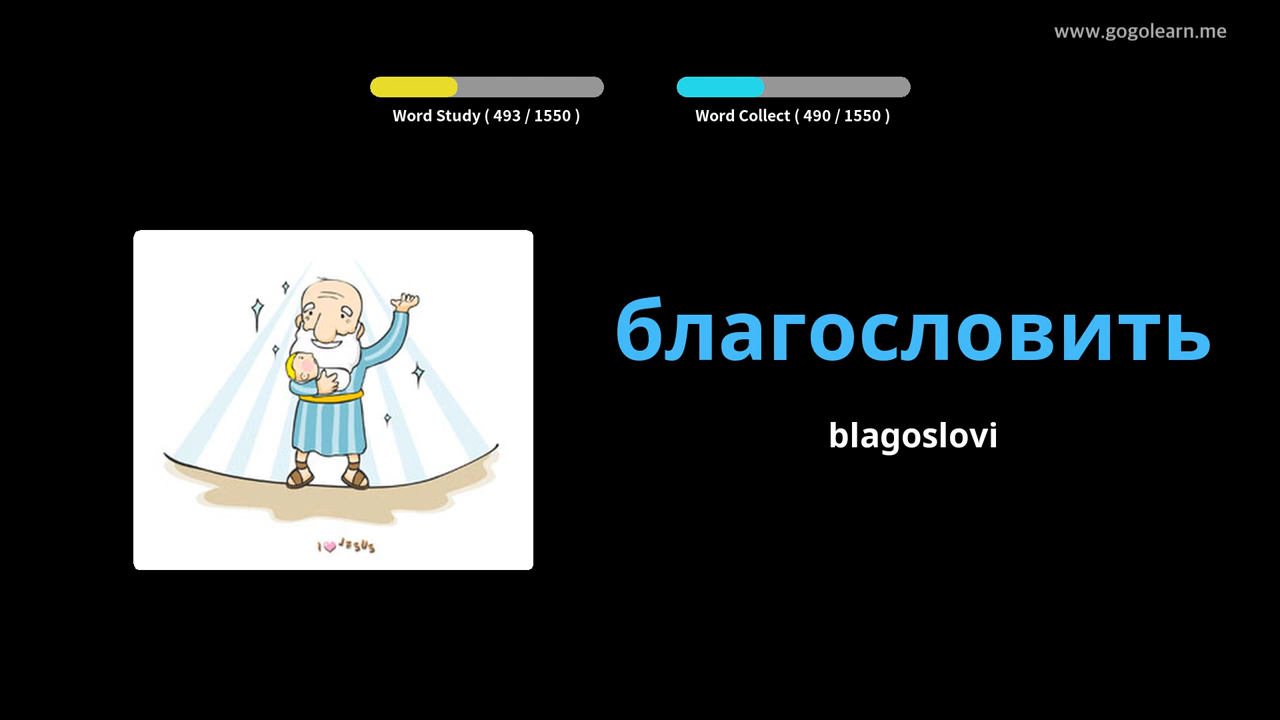 www.gogolearn.me
Word Study ( 493 / 1550 )
Word Collect ( 490 / 1550 )
благословить
blagoslovi
I JESUS